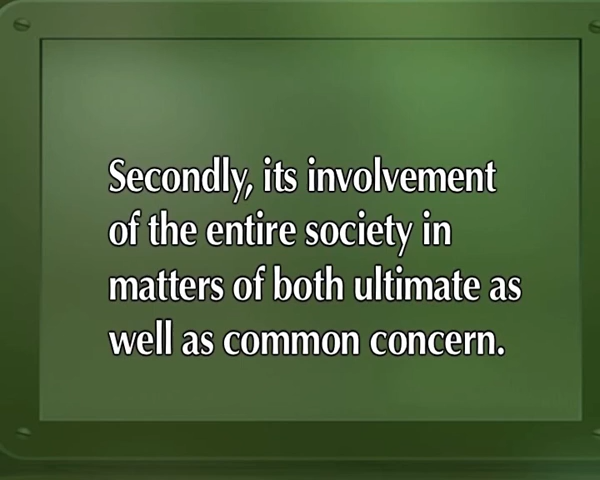 Secondly, its involvement
of the entire society in
matters of both ultimate as
well as common concern.